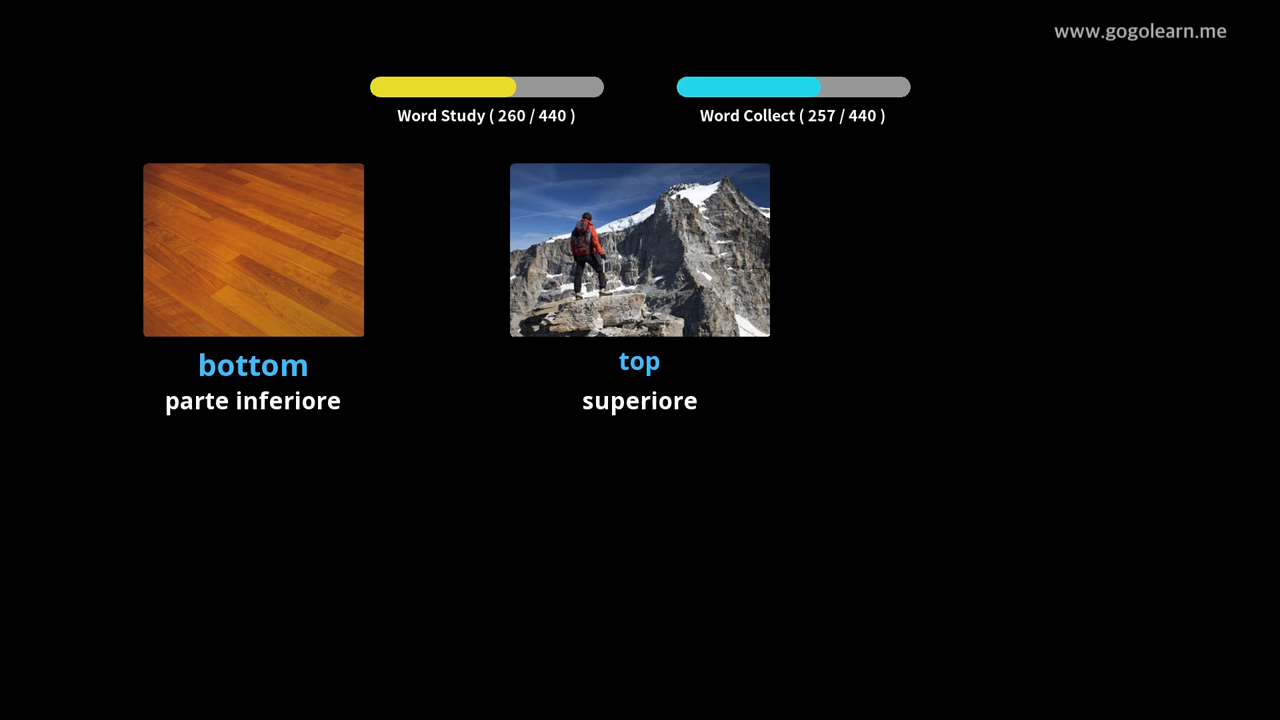 www.gogolearn.me
Word Study ( 260 / 440 )
Word Collect ( 257 / 440 )
bottom
parte inferiore
top
superiore